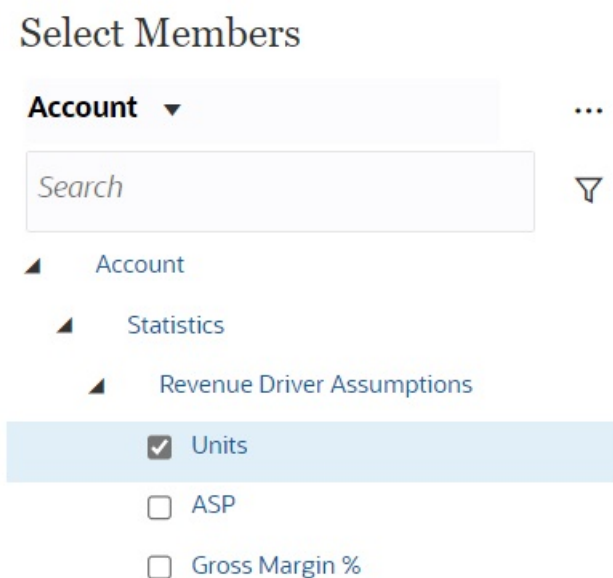 Select Members
Account
...
Search
Account
Statistics
Revenue Driver Assumptions
Units
ASP
Gross Margin %